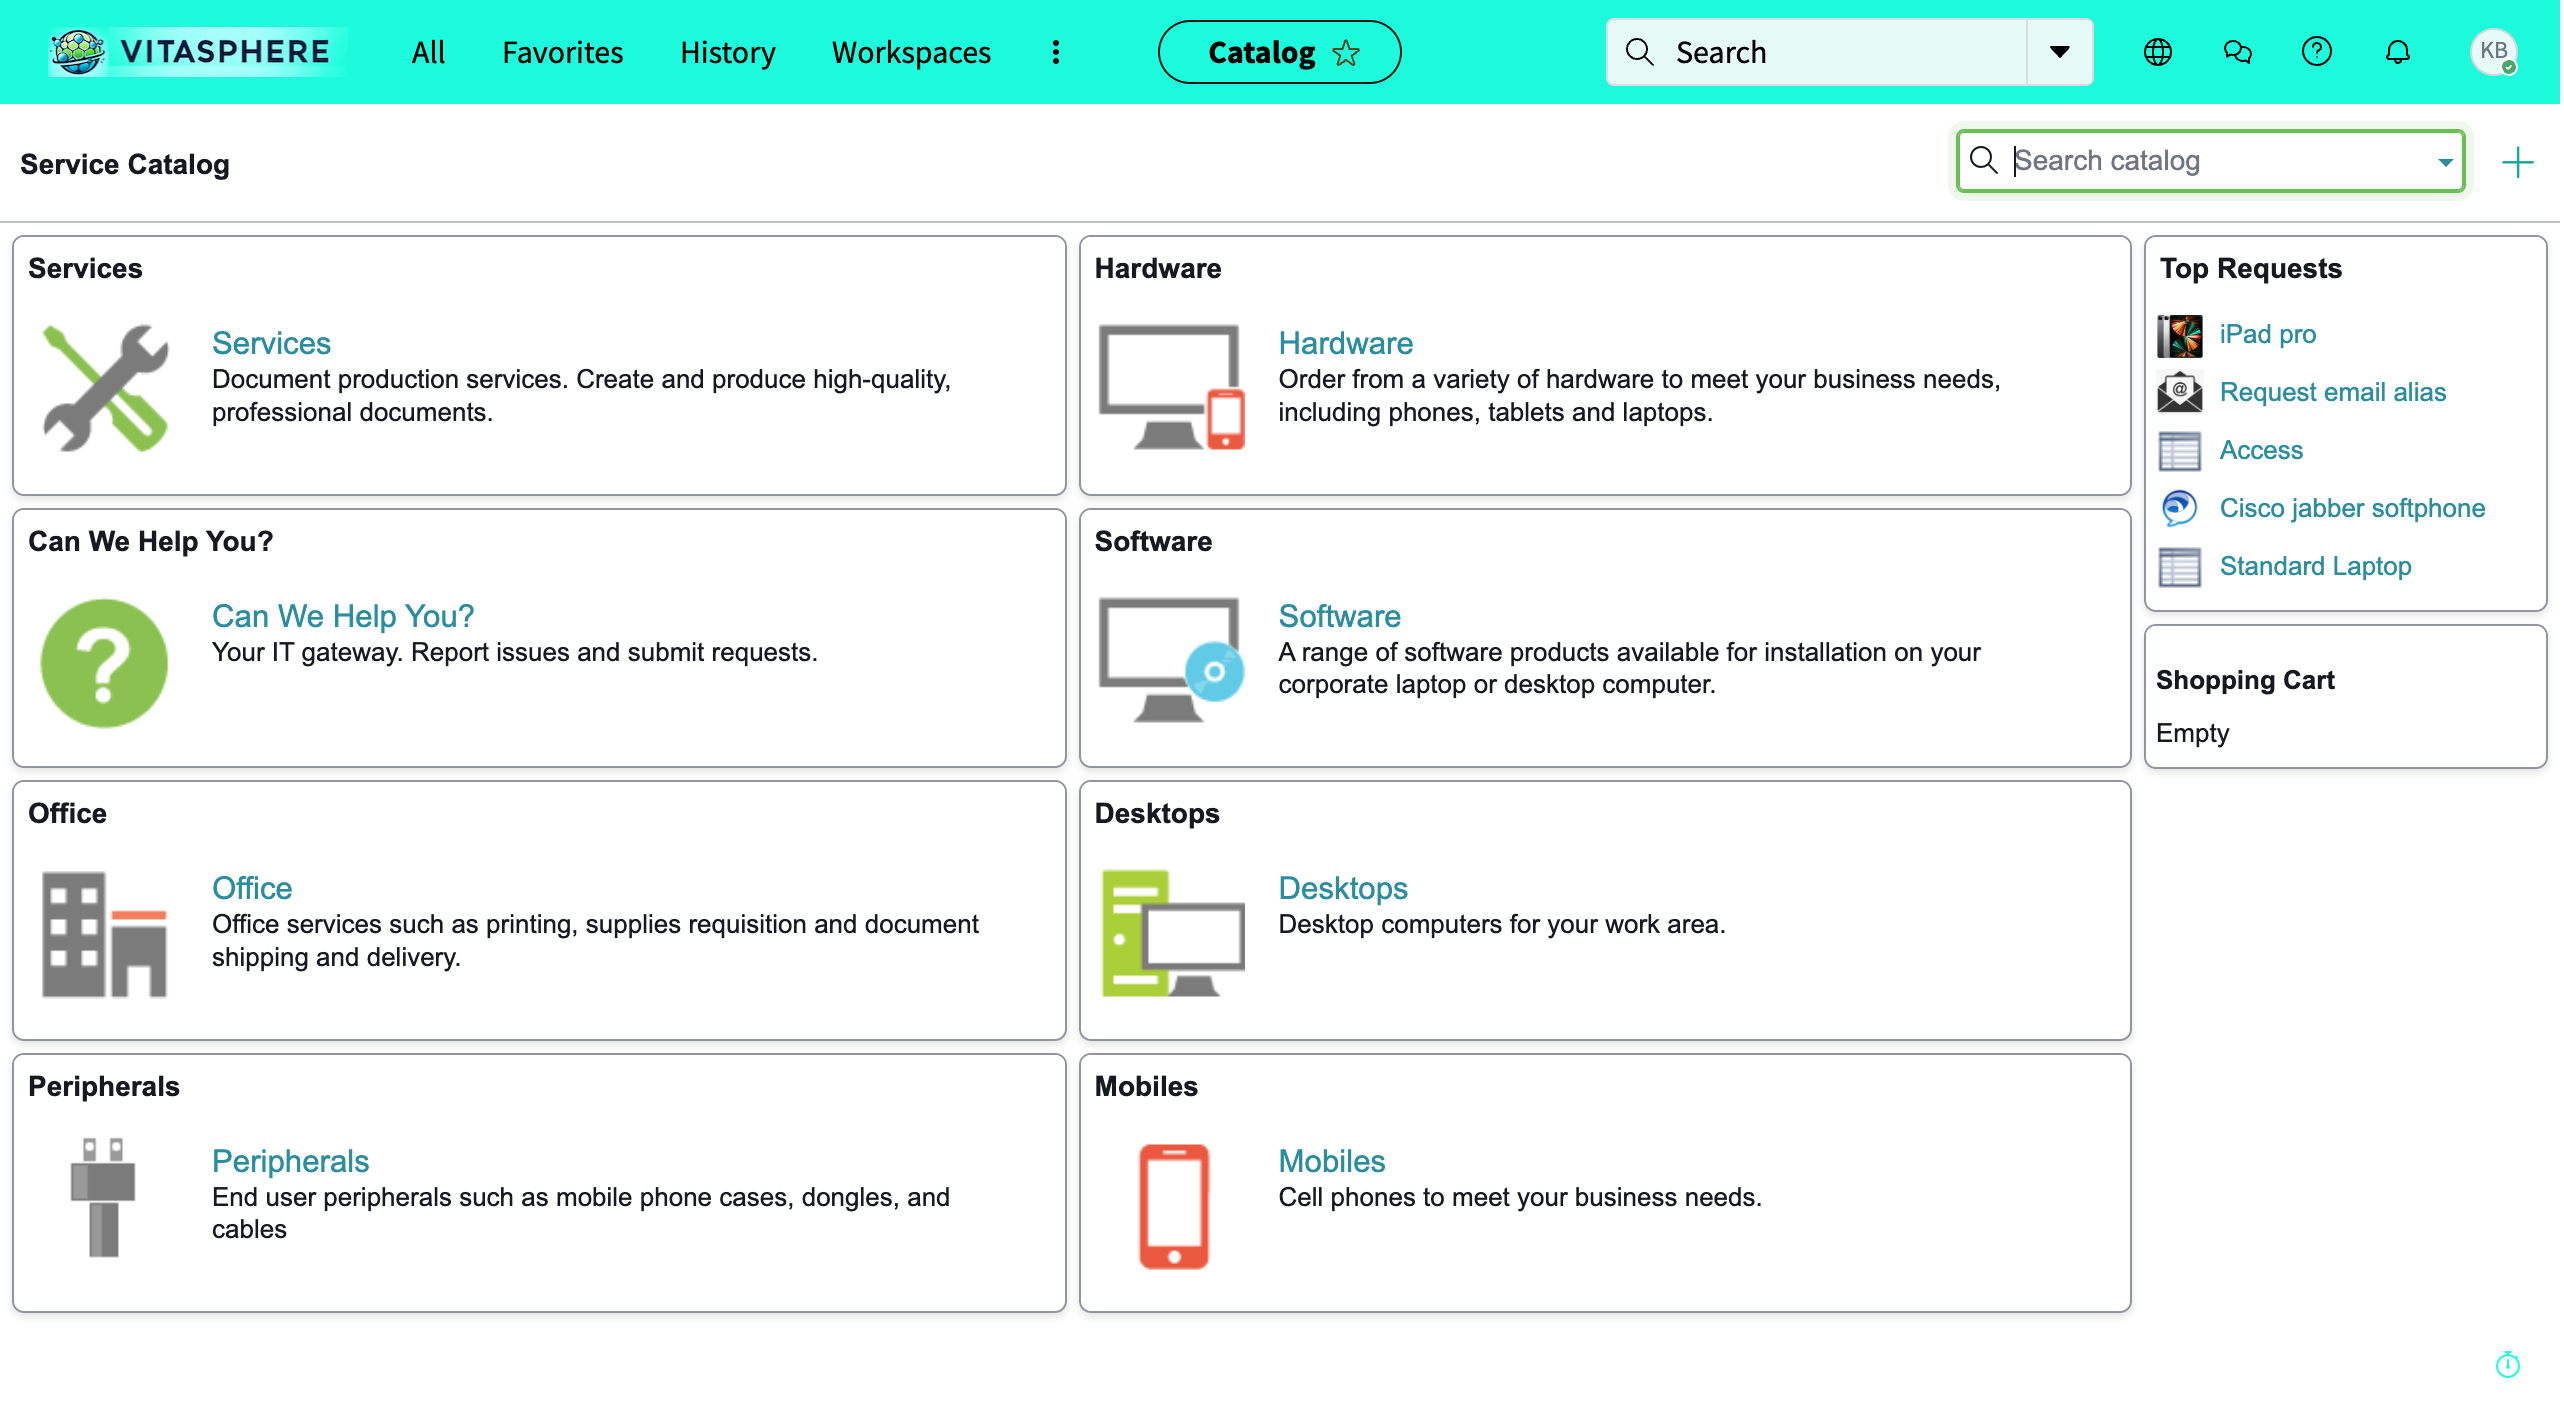 VITASPHERE
All
Favorites
History
Workspaces
Catalog
Search
KB
Service Catalog
Search catalog
Services
Services
Document production services. Create and produce high-quality,
professional documents.
Hardware
Hardware
Order from a variety of hardware to meet your business needs,
including phones, tablets and laptops.
Top Requests
iPad pro
Request email alias
Access
Cisco jabber softphone
Standard Laptop
Can We Help You?
Can We Help You?
Your IT gateway. Report issues and submit requests.
Software
Software
A range of software products available for installation on your
corporate laptop or desktop computer.
Shopping Cart
Empty
Office
Office
Office services such as printing, supplies requisition and document
shipping and delivery.
Desktops
Desktops
Desktop computers for your work area.
Peripherals
Peripherals
End user peripherals such as mobile phone cases, dongles, and
cables
Mobiles
Mobiles
Cell phones to meet your business needs.